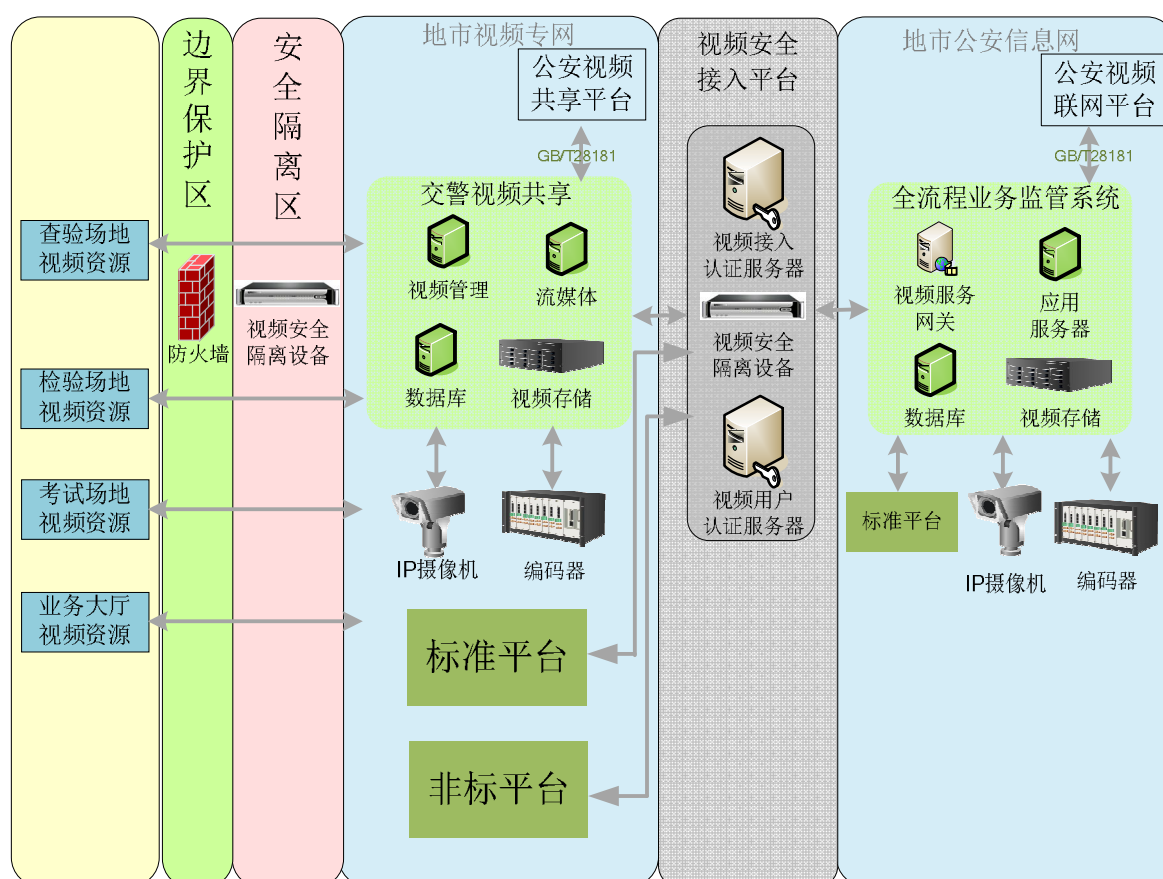 边
界
保
护
区
安
全
隔
离
区
查验场地
视频资源
检验场地
视频资源
考试场地
视频资源
业务大厅
视频资源
防火墙
视频安全
隔离设备
地市视频专网
公安视频
共享平台
GB/T28181
交警视频共享
视频管理
流媒体
数据库
视频存储
IP摄像机
编码器
标准平台
非标平台
视频安全
接入平台
视频接入
认证服务器
视频安全
隔离设备
视频用户
认证服务器
地市公安信息网
公安视频
联网平台
GB/T28181
全流程业务监管系统
视频服务
网关
应用
服务器
数据库
视频存储
标准平台
IP摄像机
编码器